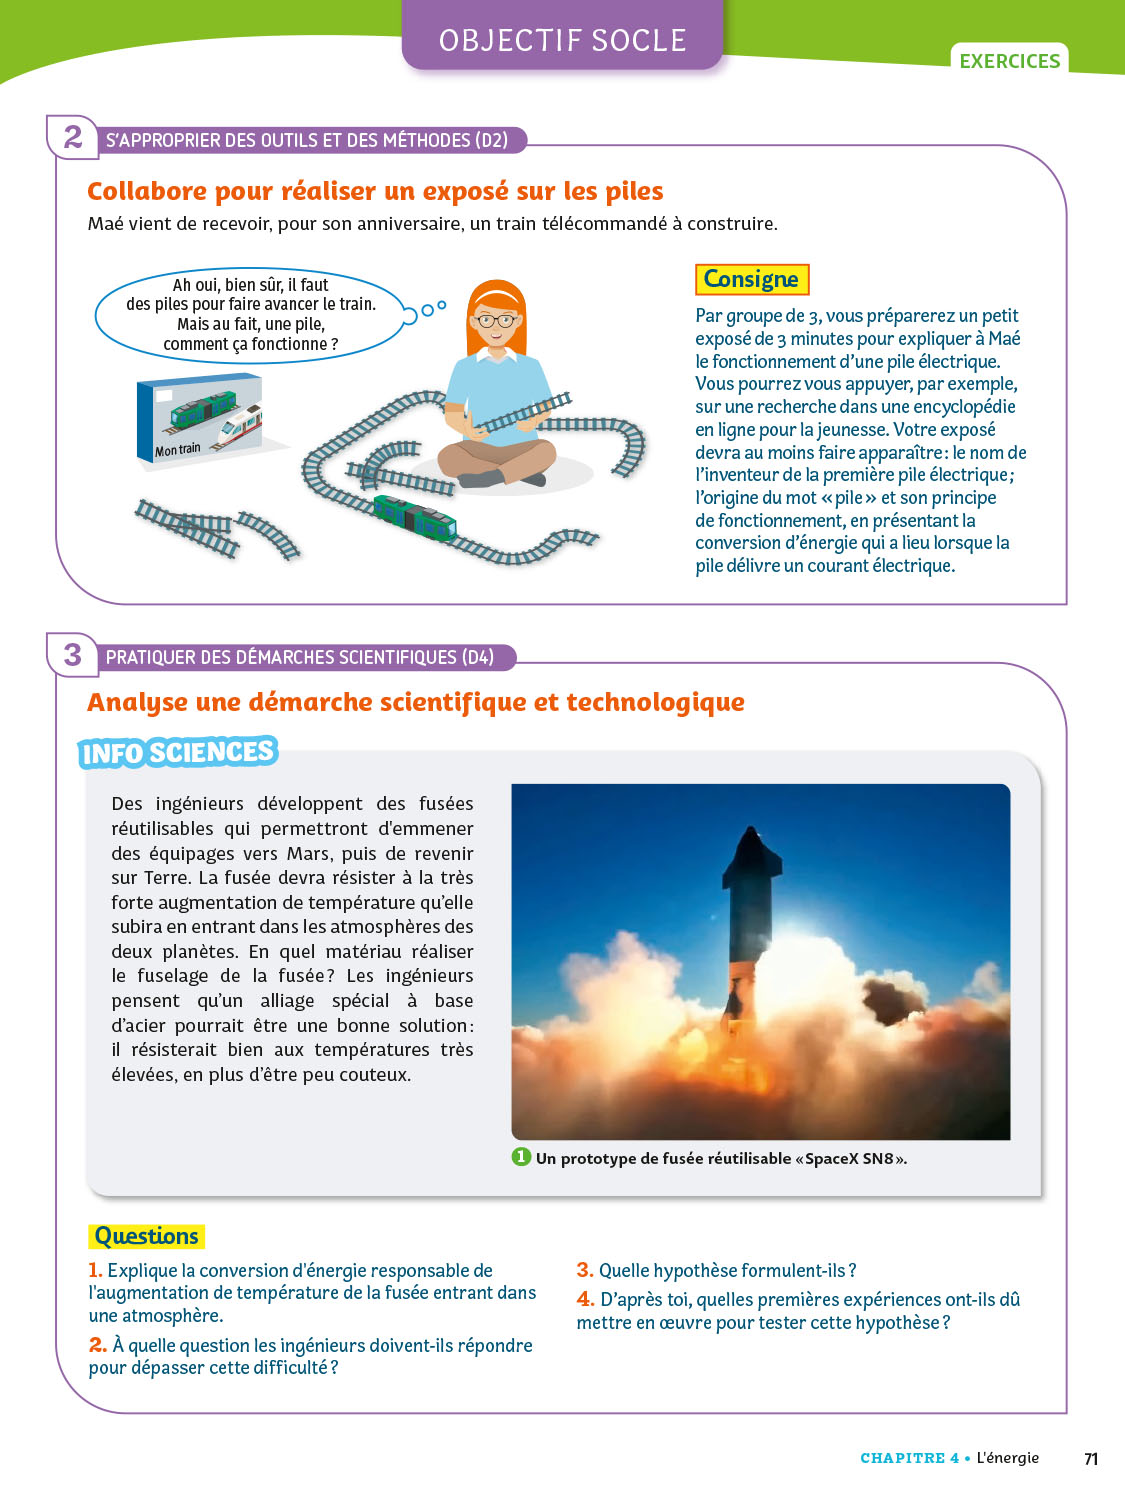 OBJECTIF SOCLE
EXERCICES
2
S'APPROPRIER DES OUTILS ET DES MÉTHODES (D2)
Collabore pour réaliser un exposé sur les piles
Maé vient de recevoir, pour son anniversaire, un train télécommandé à construire.
Ah oui, bien sûr, il faut
des piles pour faire avancer le train.
Mais au fait, une pile,
comment ça fonctionne ?
Mon train
Consigne
Par groupe de 3, vous préparerez un petit
exposé de 3 minutes pour expliquer à Maé
le fonctionnement d'une pile électrique.
Vous pourrez vous appuyer, par exemple,
sur une recherche dans une encyclopédie
en ligne pour la jeunesse. Votre exposé
devra au moins faire apparaître : le nom de
l'inventeur de la première pile électrique ;
l'origine du mot « pile » et son principe
de fonctionnement, en présentant la
conversion d'énergie qui a lieu lorsque la
pile délivre un courant électrique.
3
PRATIQUER DES DÉMARCHES SCIENTIFIQUES (D4)
Analyse une démarche scientifique et technologique
INFO SCIENCES
Des ingénieurs développent des fusées
réutilisables qui permettront d'emmener
des équipages vers Mars, puis de revenir
sur Terre. La fusée devra résister à la très
forte augmentation de température qu'elle
subira en entrant dans les atmosphères des
deux planètes. En quel matériau réaliser
le fuselage de la fusée ? Les ingénieurs
pensent qu'un alliage spécial à base
d'acier pourrait être une bonne solution :
il résisterait bien aux températures très
élevées, en plus d'être peu couteux.
1 Un prototype de fusée réutilisable « SpaceX SN8 ».
Questions
1. Explique la conversion d'énergie responsable de
l'augmentation de température de la fusée entrant dans
une atmosphère.
2. À quelle question les ingénieurs doivent-ils répondre
pour dépasser cette difficulté ?
3. Quelle hypothèse formulent-ils ?
4. D'après toi, quelles premières expériences ont-ils dû
mettre en œuvre pour tester cette hypothèse ?
CHAPITRE 4 • L'énergie 71